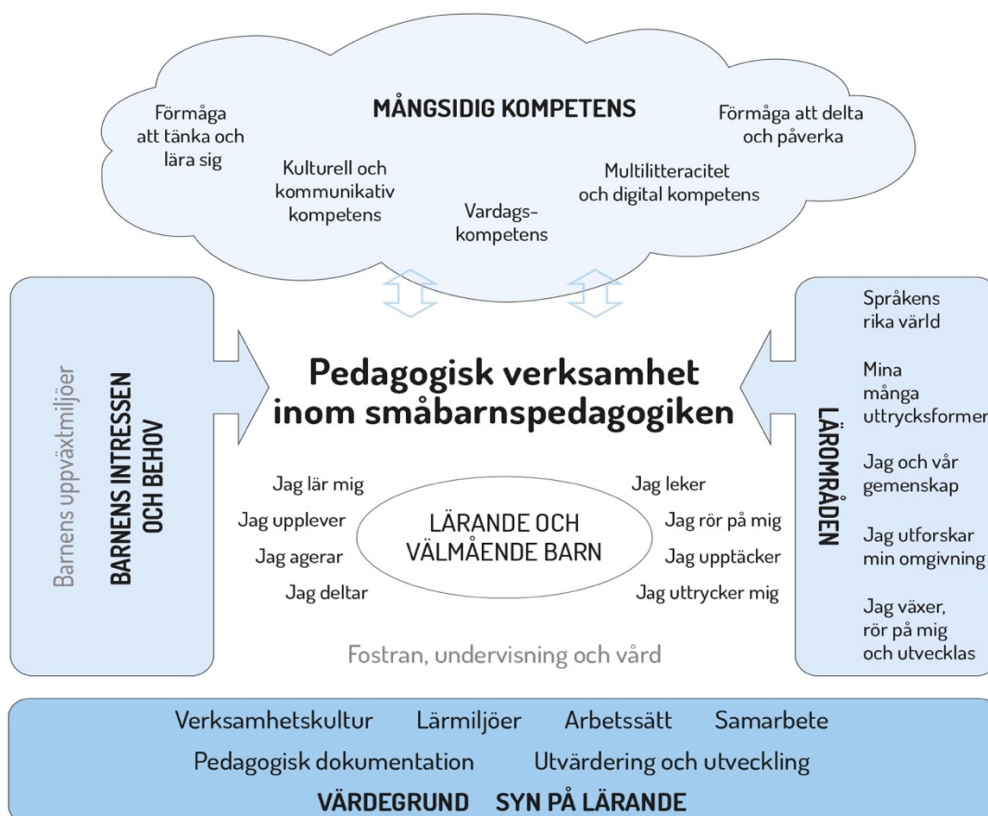 MÅNGSIDIG KOMPETENS
Förmåga
att tänka och
lära sig
Kulturell och
kommunikativ
kompetens
Vardags-
kompetens
Multilitteracitet
och digital kompetens
Förmåga att delta
och påverka
Barnens uppväxtmiljöer
BARNENS INTRESSEN
OCH BEHOV
Pedagogisk verksamhet
inom småbarnspedagogiken
Jag lär mig
Jag upplever
Jag agerar
Jag deltar
LÄRANDE OCH
VÄLMÅENDE BARN
Jag leker
Jag rör på mig
Jag upptäcker
Jag uttrycker mig
Fostran, undervisning och vård
LÄROMRÅDEN
Språkens
rika värld
Mina
många
uttrycksformer
Jag och vår
gemenskap
Jag utforskar
min omgivning
Jag växer,
rör på mig
och utvecklas
Verksamhetskultur Lärmiljöer Arbetssätt Samarbete
Pedagogisk dokumentation Utvärdering och utveckling
VÄRDEGRUND SYN PÅ LÄRANDE